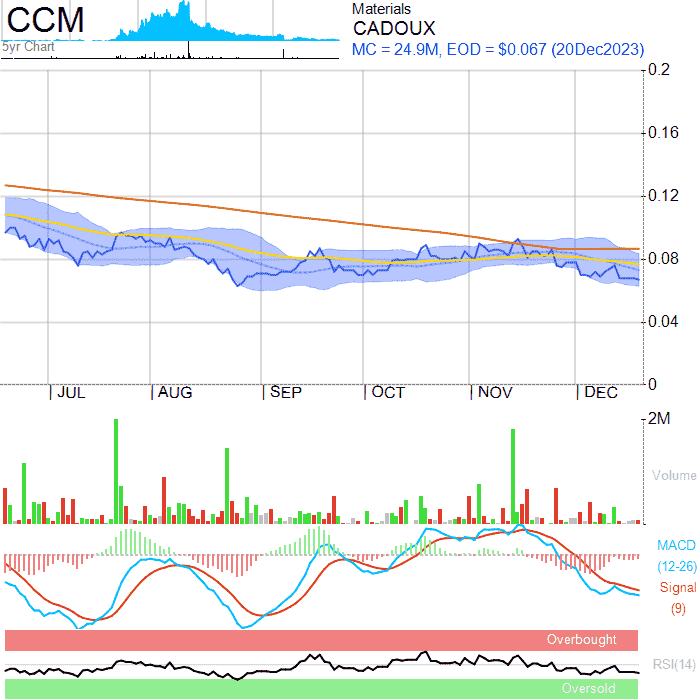 CCM
5yr Chart
Materials
CADOUX
MC = 24.9M, EOD = $0.067 (20Dec2023)
0.2
0.16
0.12
0.08
0.04
0
JUL AUG SEP OCT NOV DEC
2M
Volume
MACD
(12-26)
Signal
(9)
Overbought
RSI(14)
Oversold